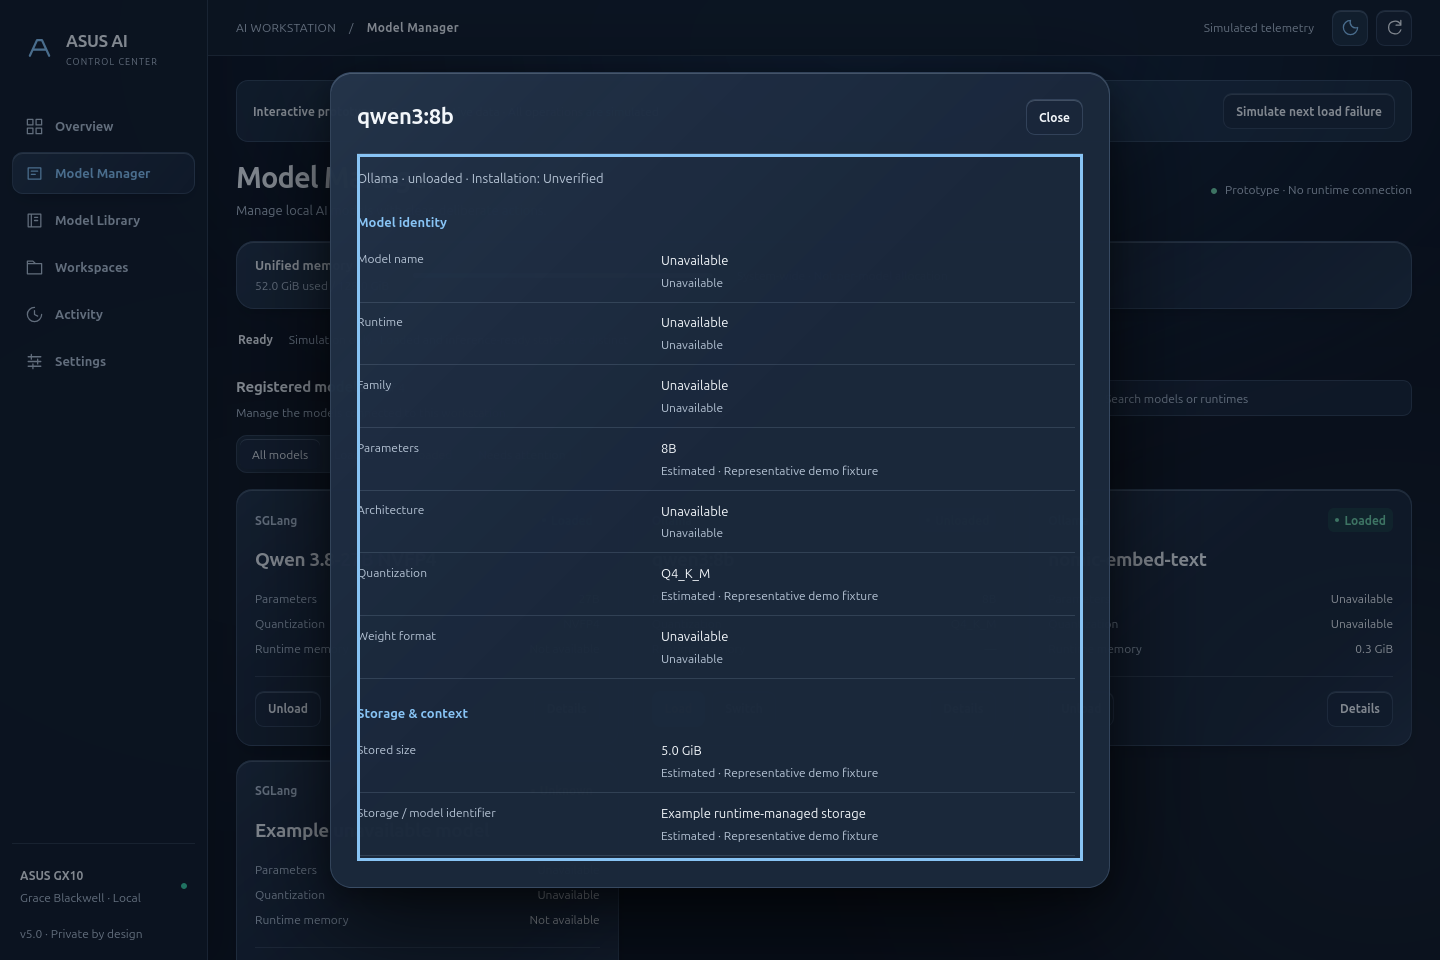 ASUS AI
CONTROL CENTER
Overview
Model Manager
Model Library
Workspaces
Activity
Settings
ASUS GX10
Grace Blackwell · Local
v5.0 · Private by design
AI WORKSTATION / Model Manager
Simulated telemetry
Interactive
Simulate next load failure
Model
Manage local AI
Prototype · No runtime connection
Unified
52.0 GiB used
Ready
Registered
Manage the
models or runtimes
All models
SGLang
Qwen
Parameters
Quantization
Runtime
Unload
Loaded
embed-text
Unavailable
Unavailable
0.3 GiB
Details
SGLang
Example
Parameters
Quantization Unavailable
Runtime memory Not available
qwen3:8b
Close
Ollama · unloaded · Installation: Unverified
Model identity
Model name Unavailable
Unavailable
Runtime Unavailable
Unavailable
Family Unavailable
Unavailable
Parameters 8B
Estimated · Representative demo fixture
Architecture Unavailable
Unavailable
Quantization Q4_K_M
Estimated · Representative demo fixture
Weight format Unavailable
Unavailable
Storage & context
Stored size 5.0 GiB
Estimated · Representative demo fixture
Storage / model identifier Example runtime-managed storage
Estimated · Representative demo fixture